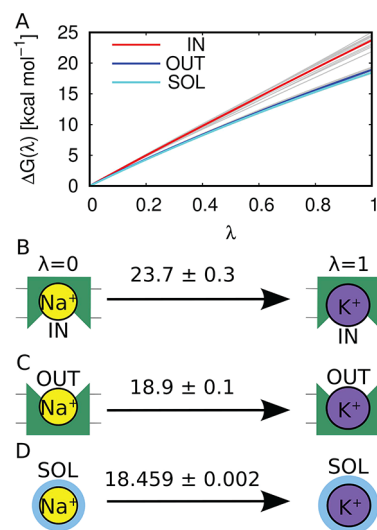 A
ΔG(λ) [kcal mol⁻¹]
25
20
15
10
5
0
IN
OUT
SOL
0 0.2 0.4 0.6 0.8 1
λ
B
λ=0 23.7 ± 0.3 λ=1
Na⁺ K⁺
IN IN
C
OUT 18.9 ± 0.1 OUT
Na⁺ K⁺
D
SOL 18.459 ± 0.002 SOL
Na⁺ K⁺